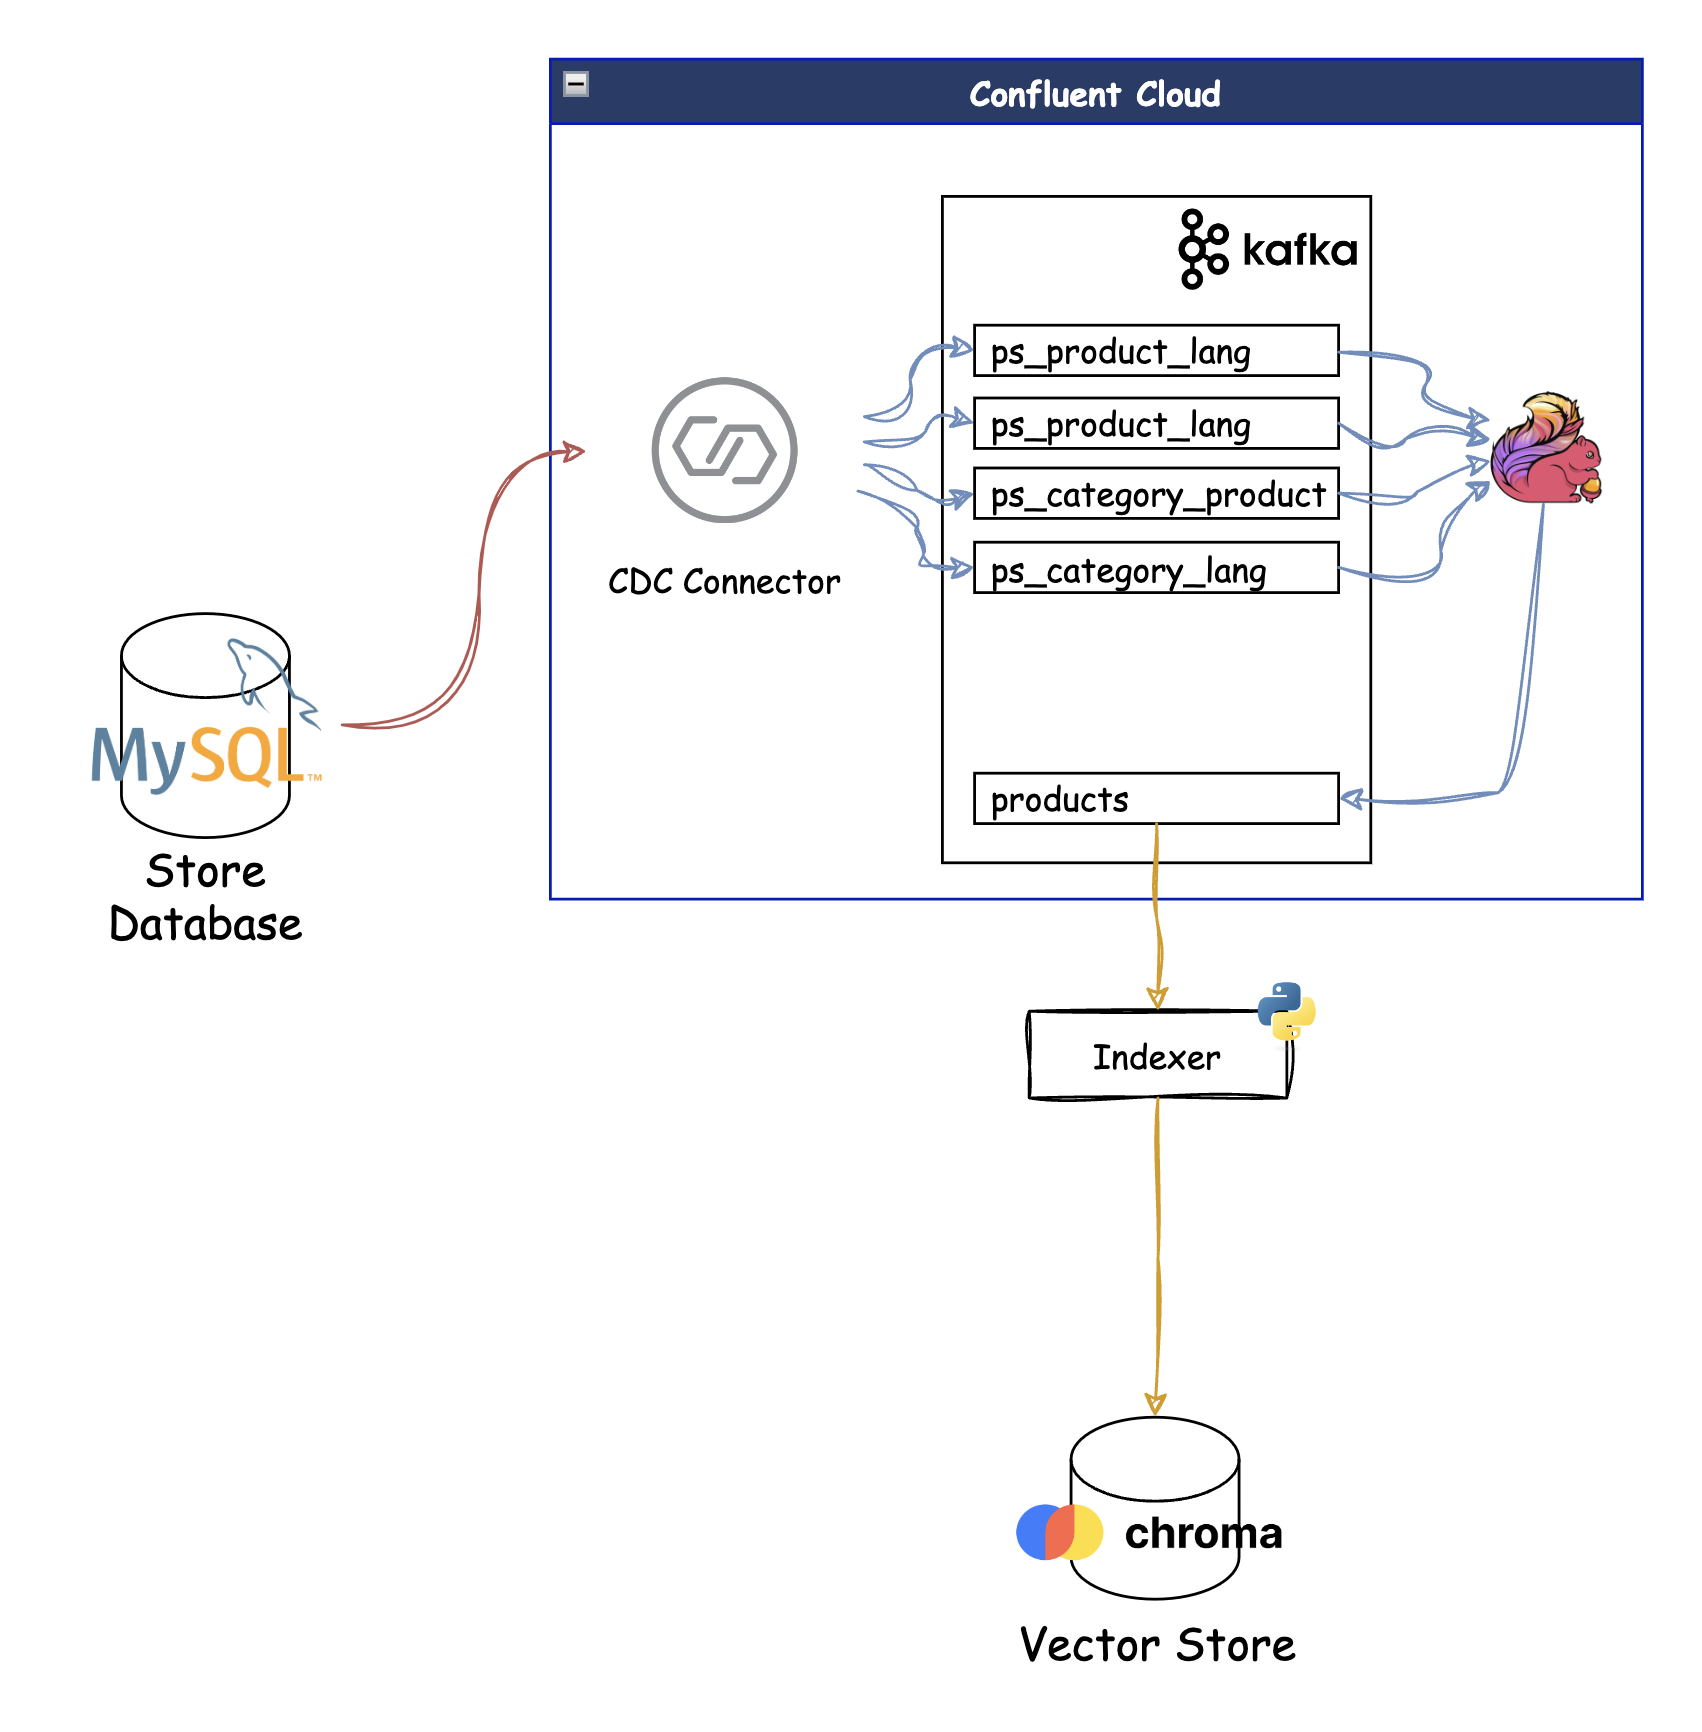 Confluent Cloud
kafka
ps_product_lang
ps_product_lang
ps_category_product
ps_category_lang
CDC Connector
MySQL™
Store
Database
products
Indexer
chroma
Vector Store